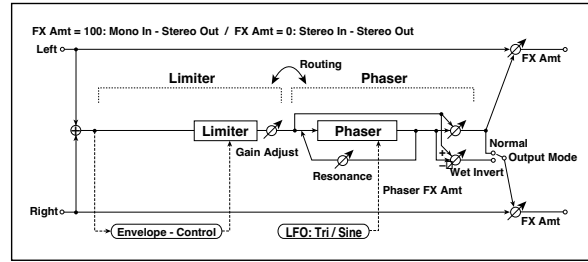 FX Amt = 100: Mono In - Stereo Out / FX Amt = 0: Stereo In - Stereo Out
Left
FX Amt
Routing
Limiter
Phaser
Limiter
Phaser
Normal
Gain Adjust
+
−
Output Mode
Wet Invert
Resonance
Phaser FX Amt
Right
FX Amt
Envelope - Control
LFO: Tri / Sine